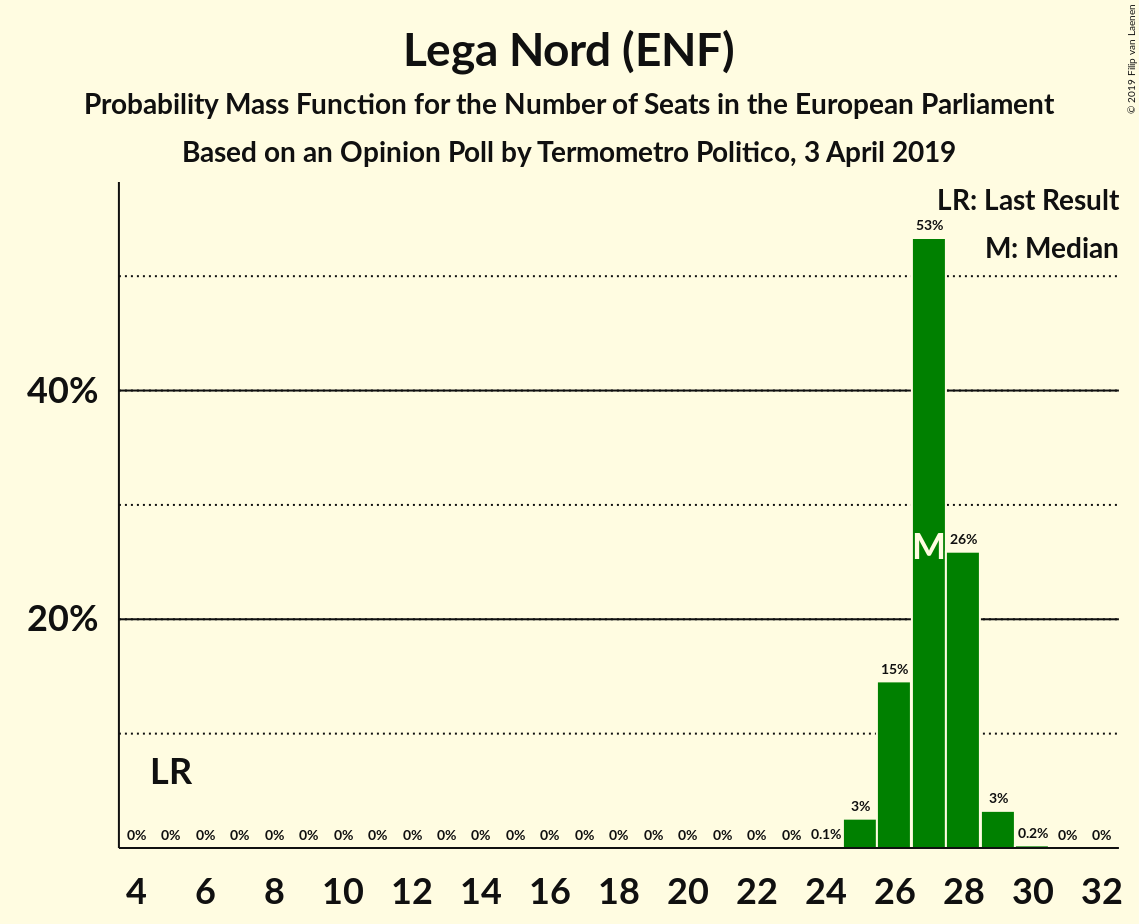 Lega Nord (ENF)
Probability Mass Function for the Number of Seats in the European Parliament
Based on an Opinion Poll by Termometro Politico, 3 April 2019
© 2019 Filip van Laenen
LR: Last Result
M: Median
53%
40%
M
26%
20%
15%
LR
0% 0% 0% 0% 0% 0% 0% 0% 0% 0% 0% 0% 0% 0% 0% 0% 0% 0% 0% 0% 0.1% 3% 3% 0.2% 0% 0%
4 6 8 10 12 14 16 18 20 22 24 26 28 30 32